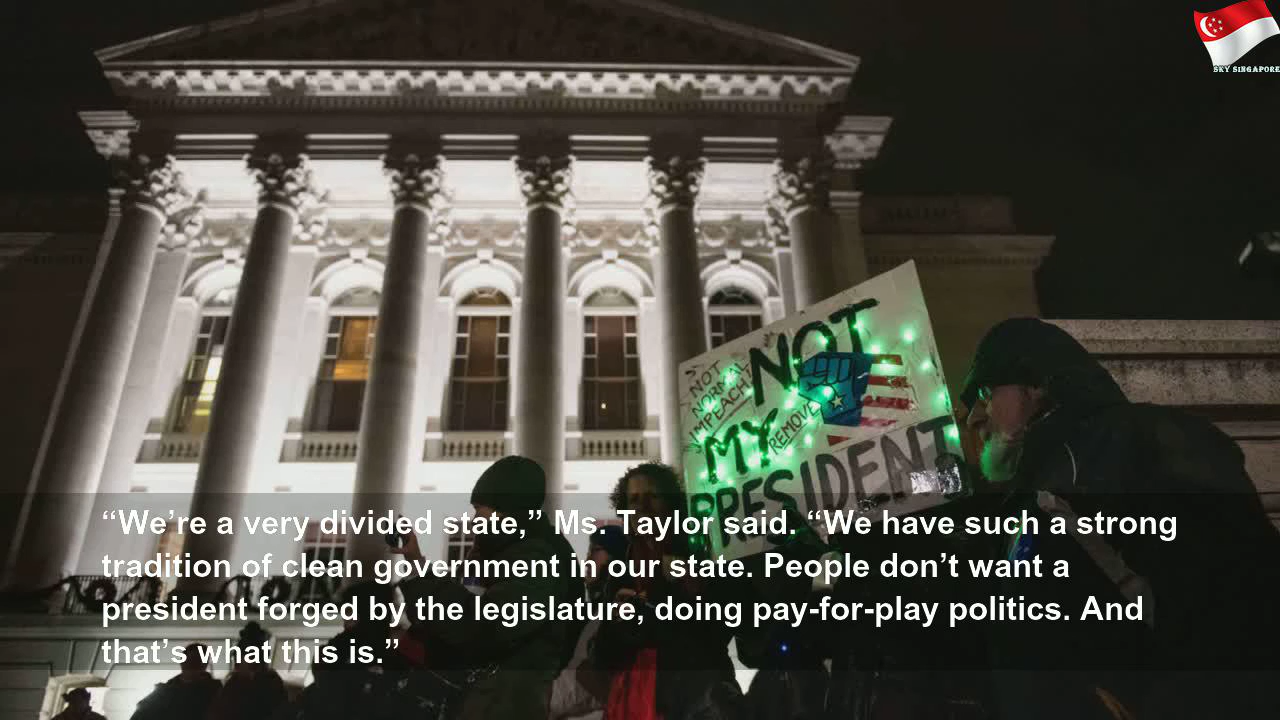 SKY SINGAPORE
NOT
NORMAL
IMPEACH
NOT
MY
REMOVE
PRESIDENT
“We’re a very divided state,” Ms. Taylor said. “We have such a strong
tradition of clean government in our state. People don’t want a
president forged by the legislature, doing pay-for-play politics. And
that’s what this is.”